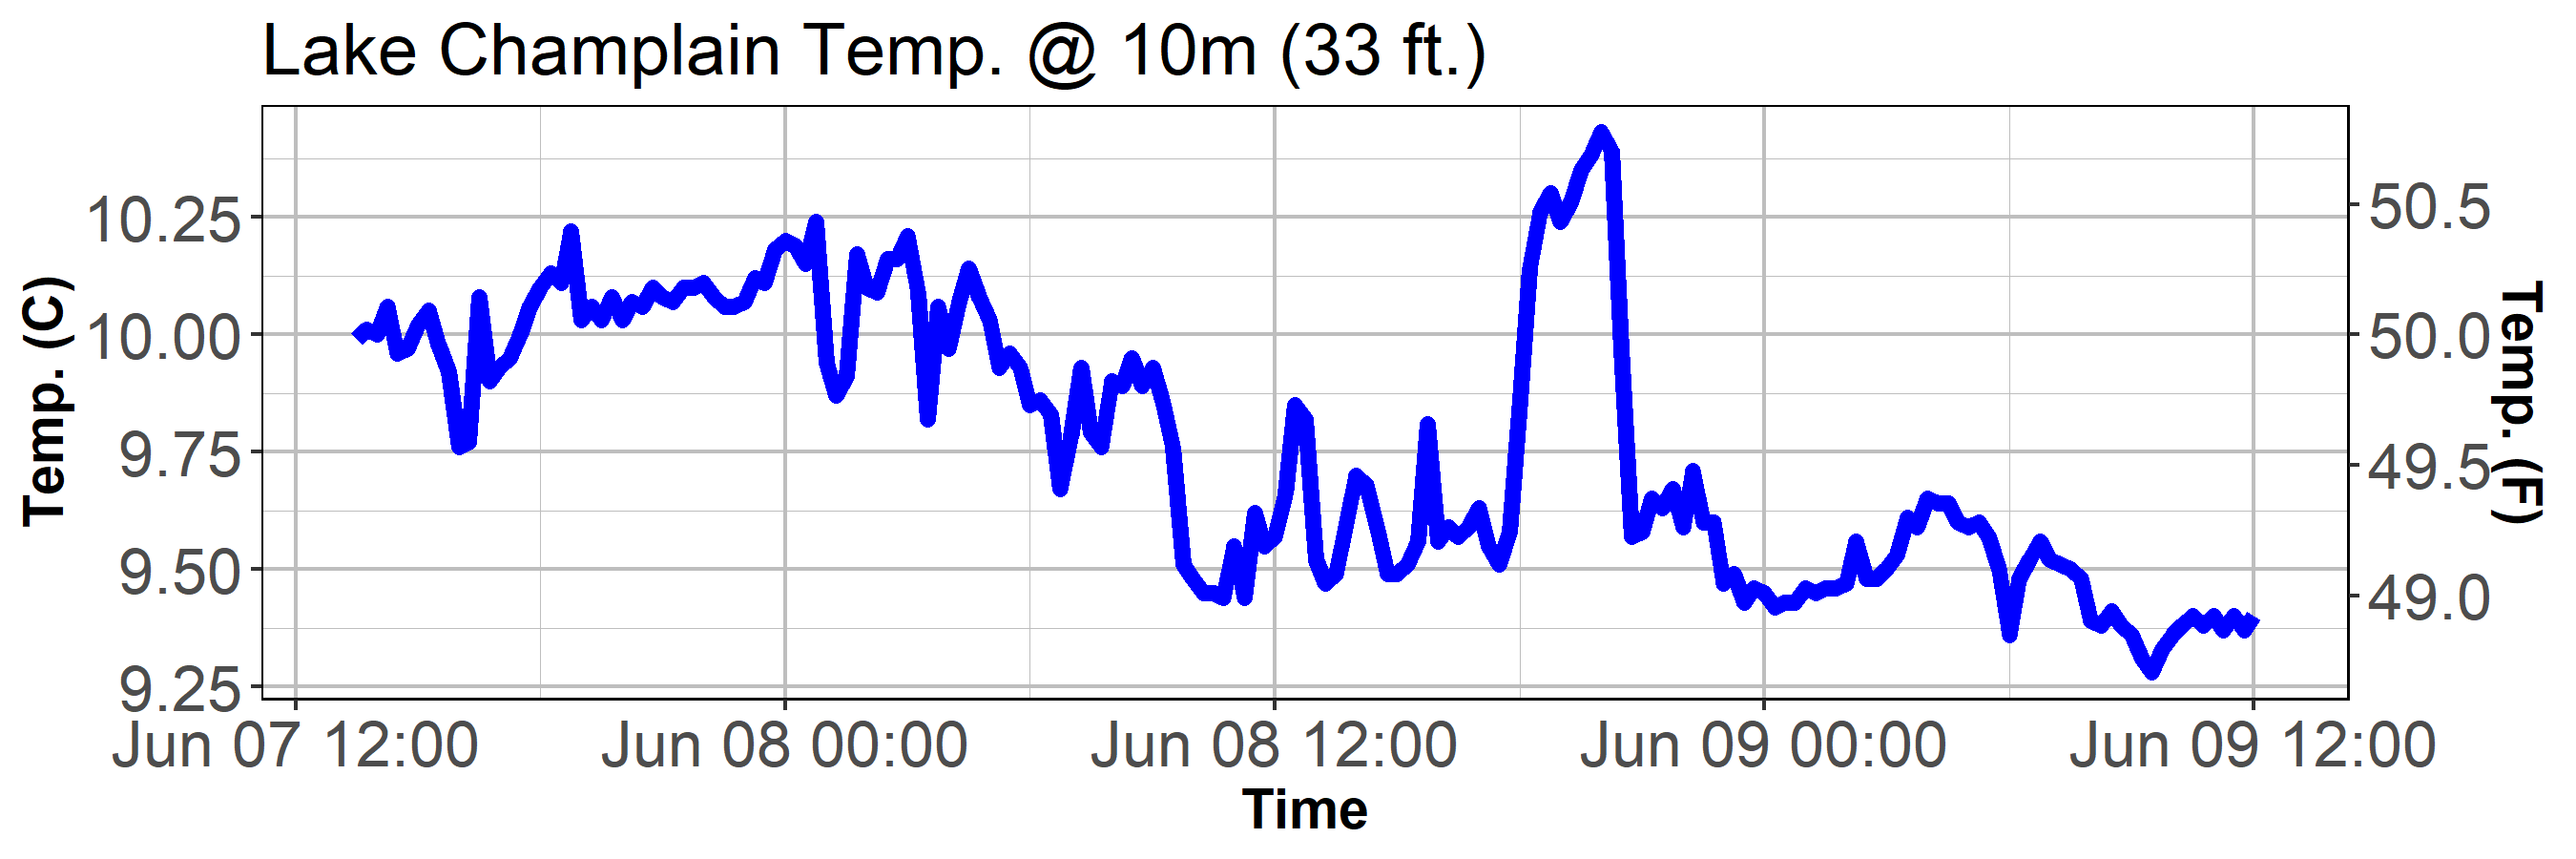 Lake Champlain Temp. @ 10m (33 ft.)
Temp. (C)
10.25
10.00
9.75
9.50
9.25
50.5
50.0
49.5
49.0
Temp. (F)
Jun 07 12:00 Jun 08 00:00 Jun 08 12:00 Jun 09 00:00 Jun 09 12:00
Time